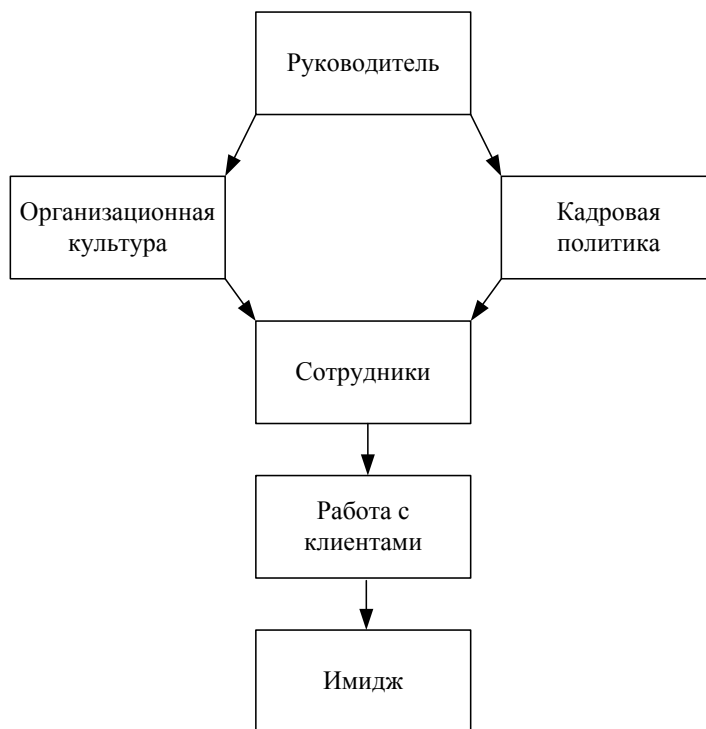 Руководитель
Организационная
культура
Кадровая
политика
Сотрудники
Работа с
клиентами
Имидж